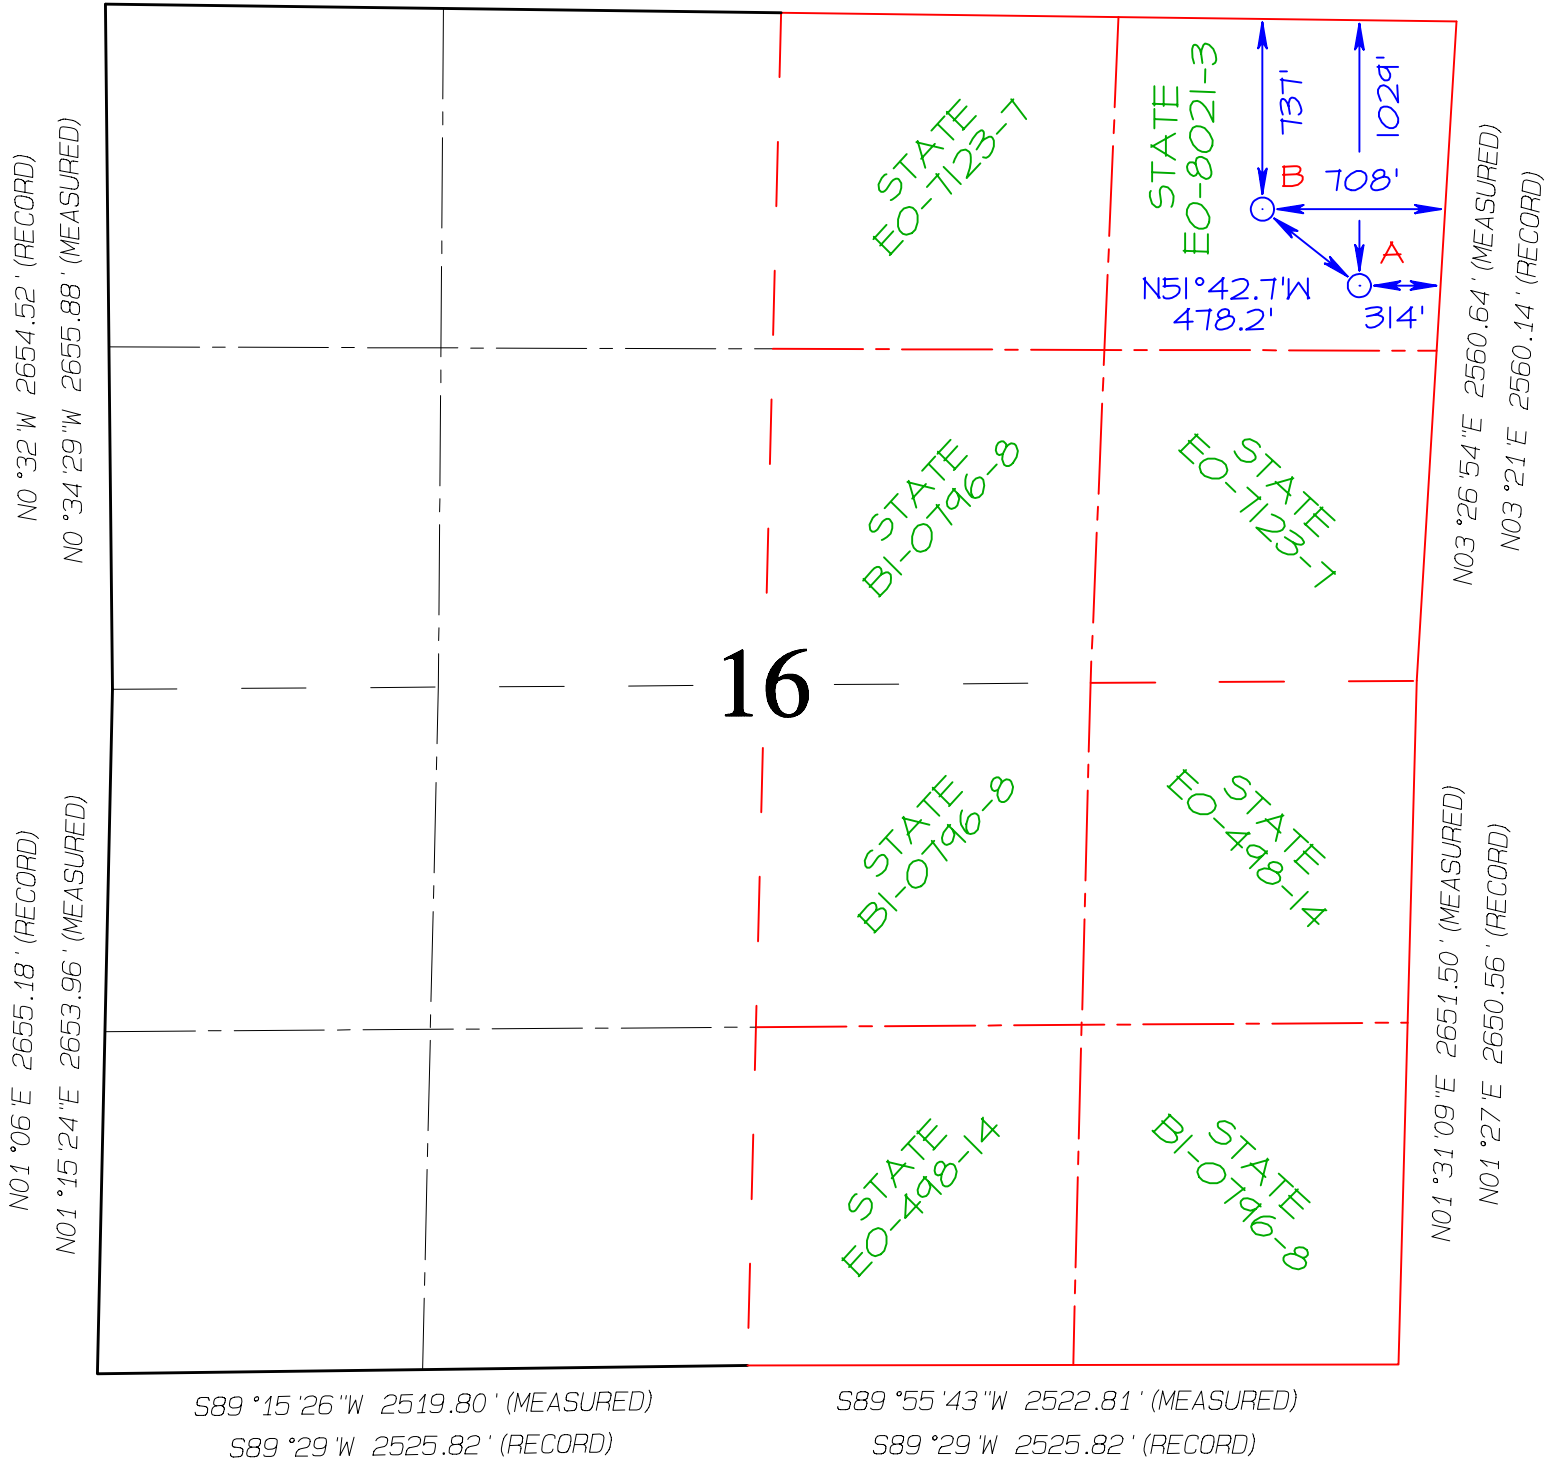 STATE
EO-7123-7
STATE
EO-8021-3
737'
1029'
B
708'
A
N51°42.7'W
478.2'
314'
N0°32'W 2654.52' (RECORD)
N0°34'29"W 2655.88' (MEASURED)
N03°26'54"E 2560.64' (MEASURED)
N03°21'E 2560.14' (RECORD)
STATE
B1-0796-8
STATE
EO-7123-7
16
STATE
B1-0796-8
STATE
EO-498-14
N01°06'E 2655.18' (RECORD)
N01°15'24"E 2653.96' (MEASURED)
N01°31'09"E 2651.50' (MEASURED)
N01°27'E 2650.56' (RECORD)
STATE
EO-498-14
STATE
B1-0796-8
S89°15'26"W 2519.80' (MEASURED)
S89°29'W 2525.82' (RECORD)
S89°55'43"W 2522.81' (MEASURED)
S89°29'W 2525.82' (RECORD)